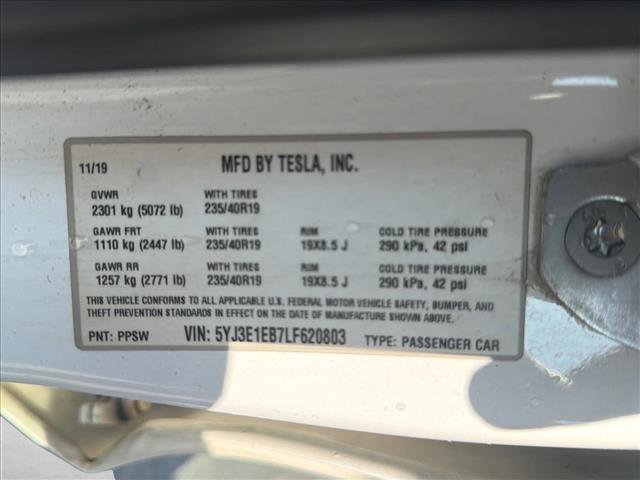 11/19 MFD BY TESLA, INC.
GVWR WITH TIRES
2301 kg (5072 lb) 235/40R19
GAWR FRT WITH TIRES RIM COLD TIRE PRESSURE
1110 kg (2447 lb) 235/40R19 19X8.5 J 290 kPa, 42 psi
GAWR RR WITH TIRES RIM COLD TIRE PRESSURE
1257 kg (2771 lb) 235/40R19 19X8.5 J 290 kPa, 42 psi
THIS VEHICLE CONFORMS TO ALL APPLICABLE U.S. FEDERAL MOTOR VEHICLE SAFETY, BUMPER, AND
THEFT PREVENTION STANDARDS IN EFFECT ON THE DATE OF MANUFACTURE SHOWN ABOVE.
PNT: PPSW VIN: 5YJ3E1EB7LF620803 TYPE: PASSENGER CAR